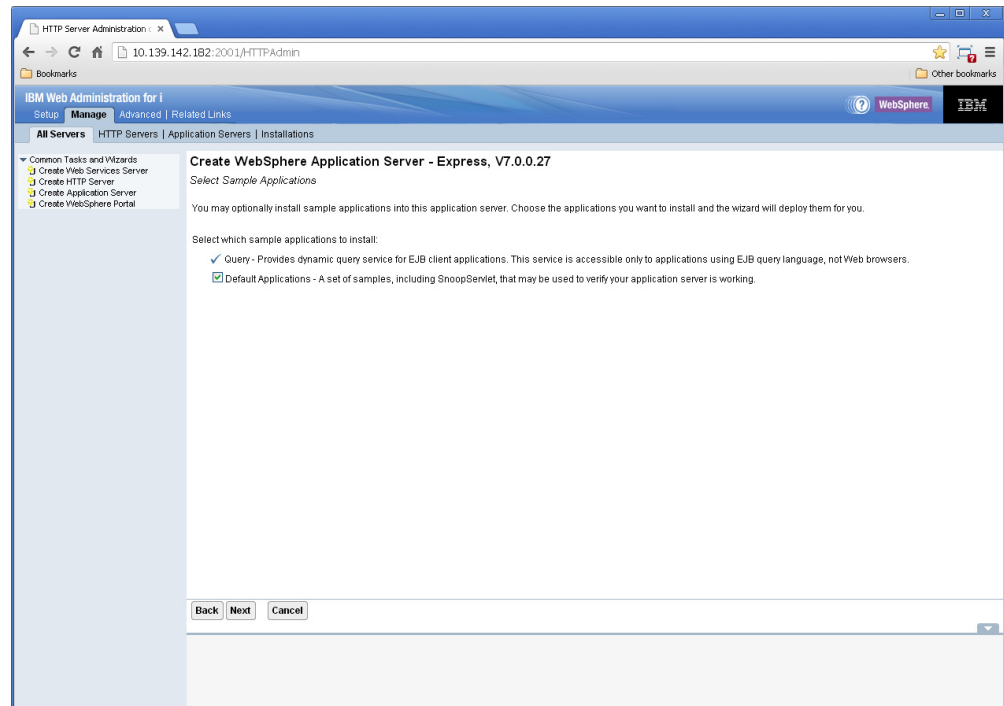 HTTP Server Administration
10.139.142.182:2001/HTTPAdmin
Bookmarks
Other bookmarks
IBM Web Administration for i
Setup Manage Advanced | Related Links
WebSphere.
IBM
All Servers HTTP Servers | Application Servers | Installations
Common Tasks and Wizards
Create Web Services Server
Create HTTP Server
Create Application Server
Create WebSphere Portal
Create WebSphere Application Server - Express, V7.0.0.27
Select Sample Applications
You may optionally install sample applications into this application server. Choose the applications you want to install and the wizard will deploy them for you.
Select which sample applications to install:
Query - Provides dynamic query service for EJB client applications. This service is accessible only to applications using EJB query language, not Web browsers.
Default Applications - A set of samples, including SnoopServlet, that may be used to verify your application server is working.
Back Next Cancel